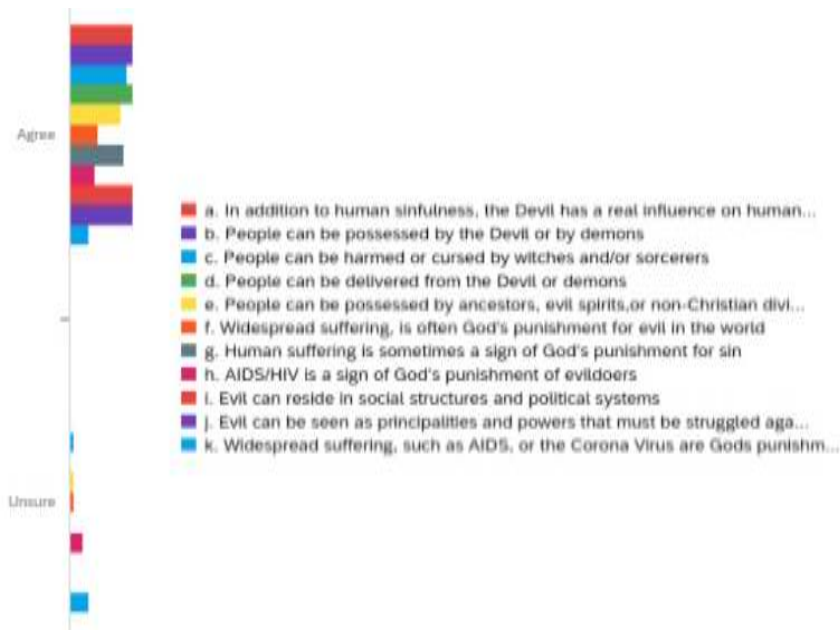 Agree
a. In addition to human sinfulness, the Devil has a real influence on human...
b. People can be possessed by the Devil or by demons
c. People can be harmed or cursed by witches and/or sorcerers
d. People can be delivered from the Devil or demons
e. People can be possessed by ancestors, evil spirits,or non-Christian divi...
f. Widespread suffering, is often God's punishment for evil in the world
g. Human suffering is sometimes a sign of God's punishment for sin
h. AIDS/HIV is a sign of God's punishment of evildoers
i. Evil can reside in social structures and political systems
j. Evil can be seen as principalities and powers that must be struggled aga...
k. Widespread suffering, such as AIDS, or the Corona Virus are Gods punishm...
Unsure